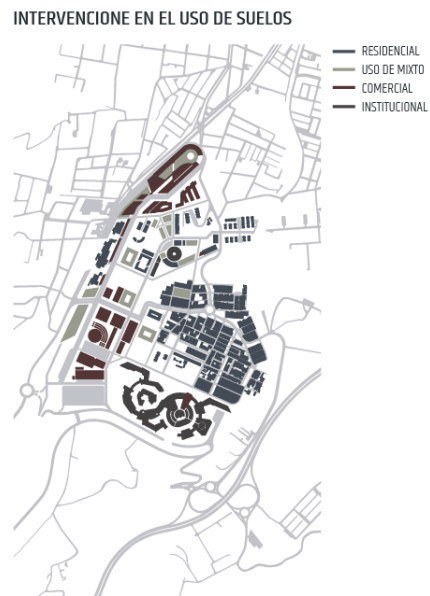 INTERVENCIONE EN EL USO DE SUELOS
RESIDENCIAL
USO DE MIXTO
COMERCIAL
INSTITUCIONAL